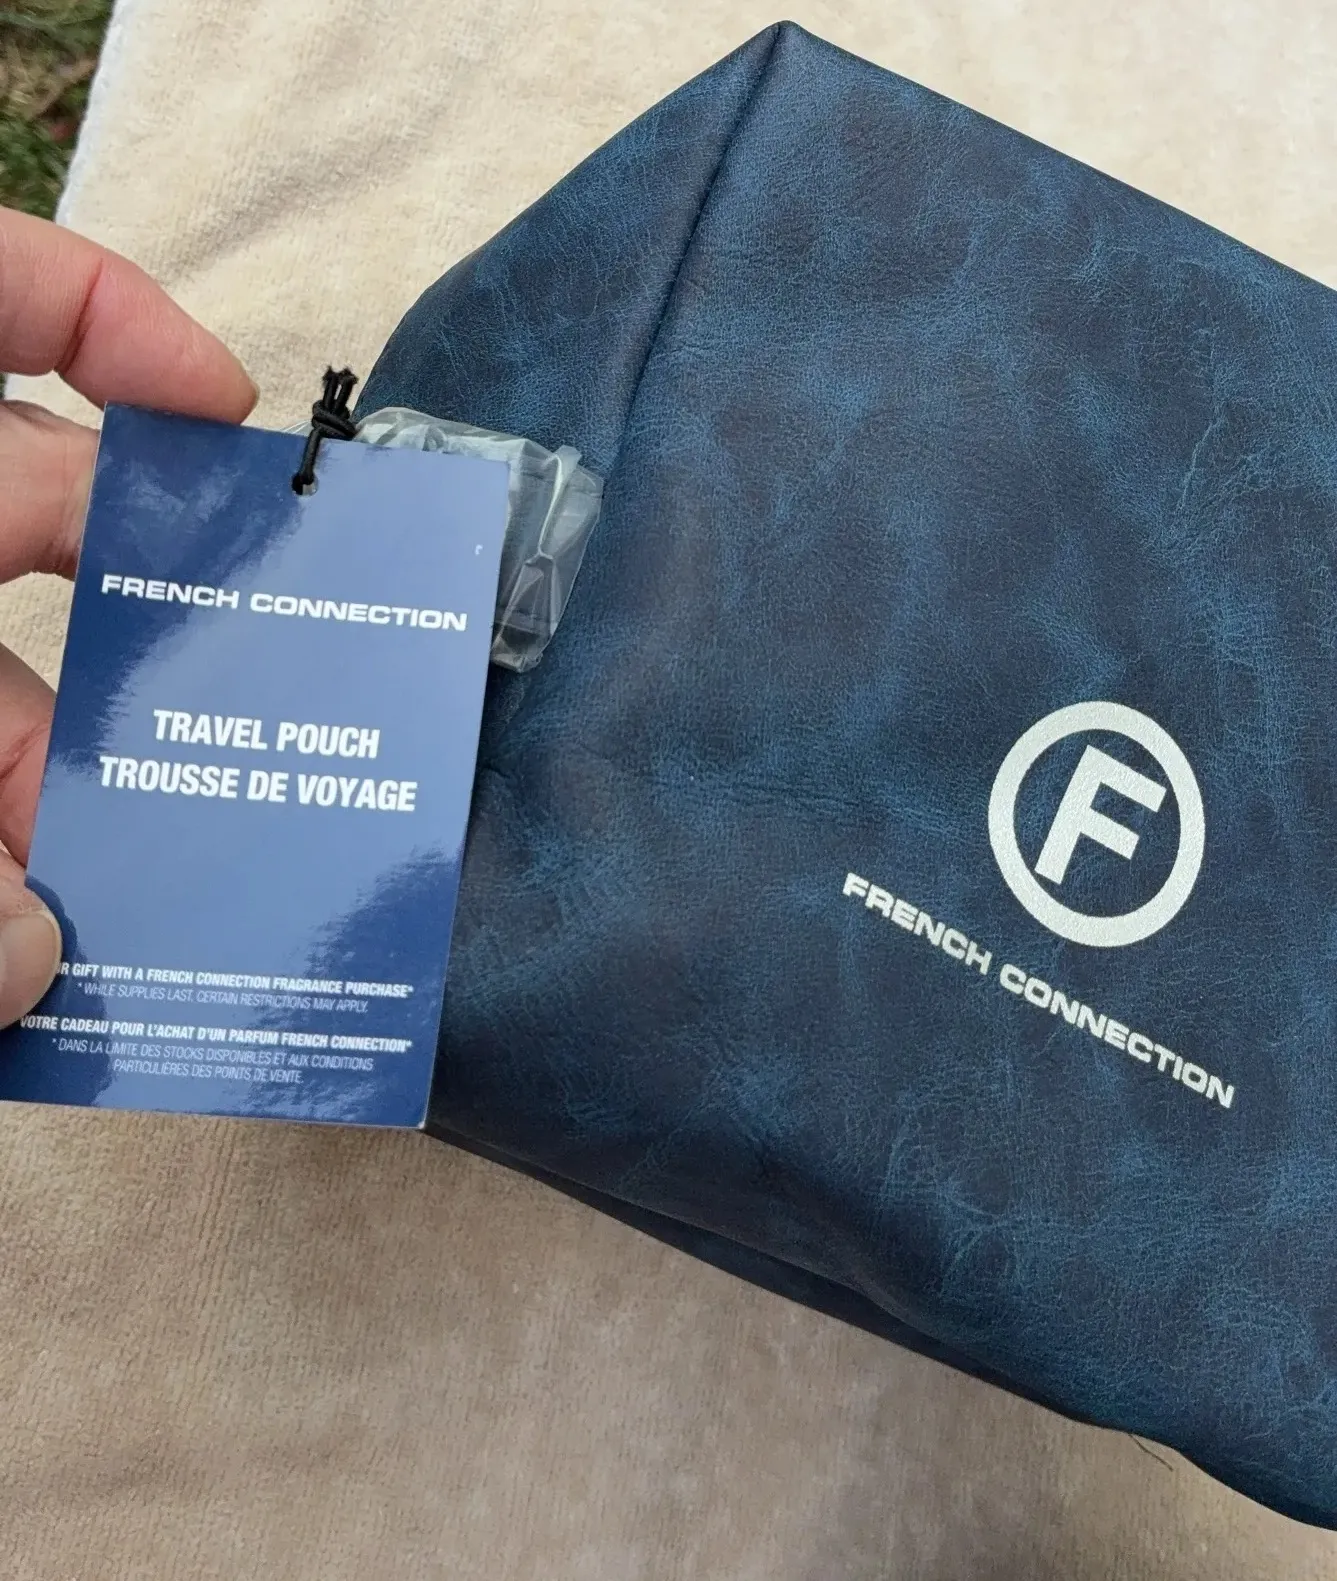 FRENCH CONNECTION
TRAVEL POUCH
TROUSSE DE VOYAGE
GIFT WITH A FRENCH CONNECTION FRAGRANCE PURCHASE*
* WHILE SUPPLIES LAST. CERTAIN RESTRICTIONS MAY APPLY.
VOTRE CADEAU POUR L'ACHAT D'UN PARFUM FRENCH CONNECTION*
* DANS LA LIMITE DES STOCKS DISPONIBLES ET AUX CONDITIONS
PARTICULIÈRES DES POINTS DE VENTE.
F
FRENCH CONNECTION